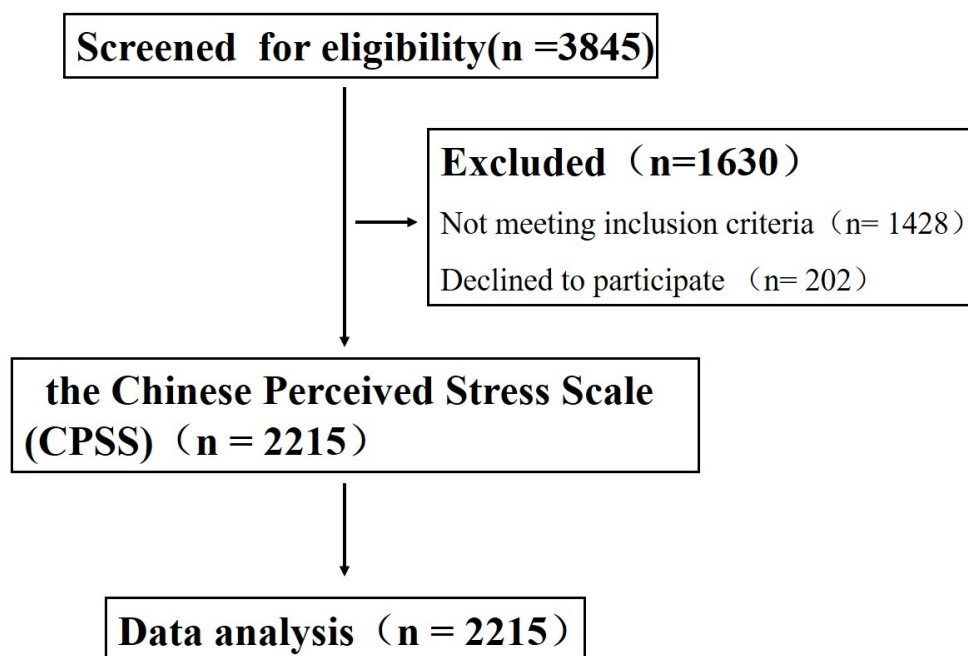 Screened  for eligibility(n =3845)
Excluded（n=1630）
Not meeting inclusion criteria（n= 1428）
Declined to participate （n= 202）
the Chinese Perceived Stress Scale
(CPSS)（n = 2215）
Data analysis（n = 2215）